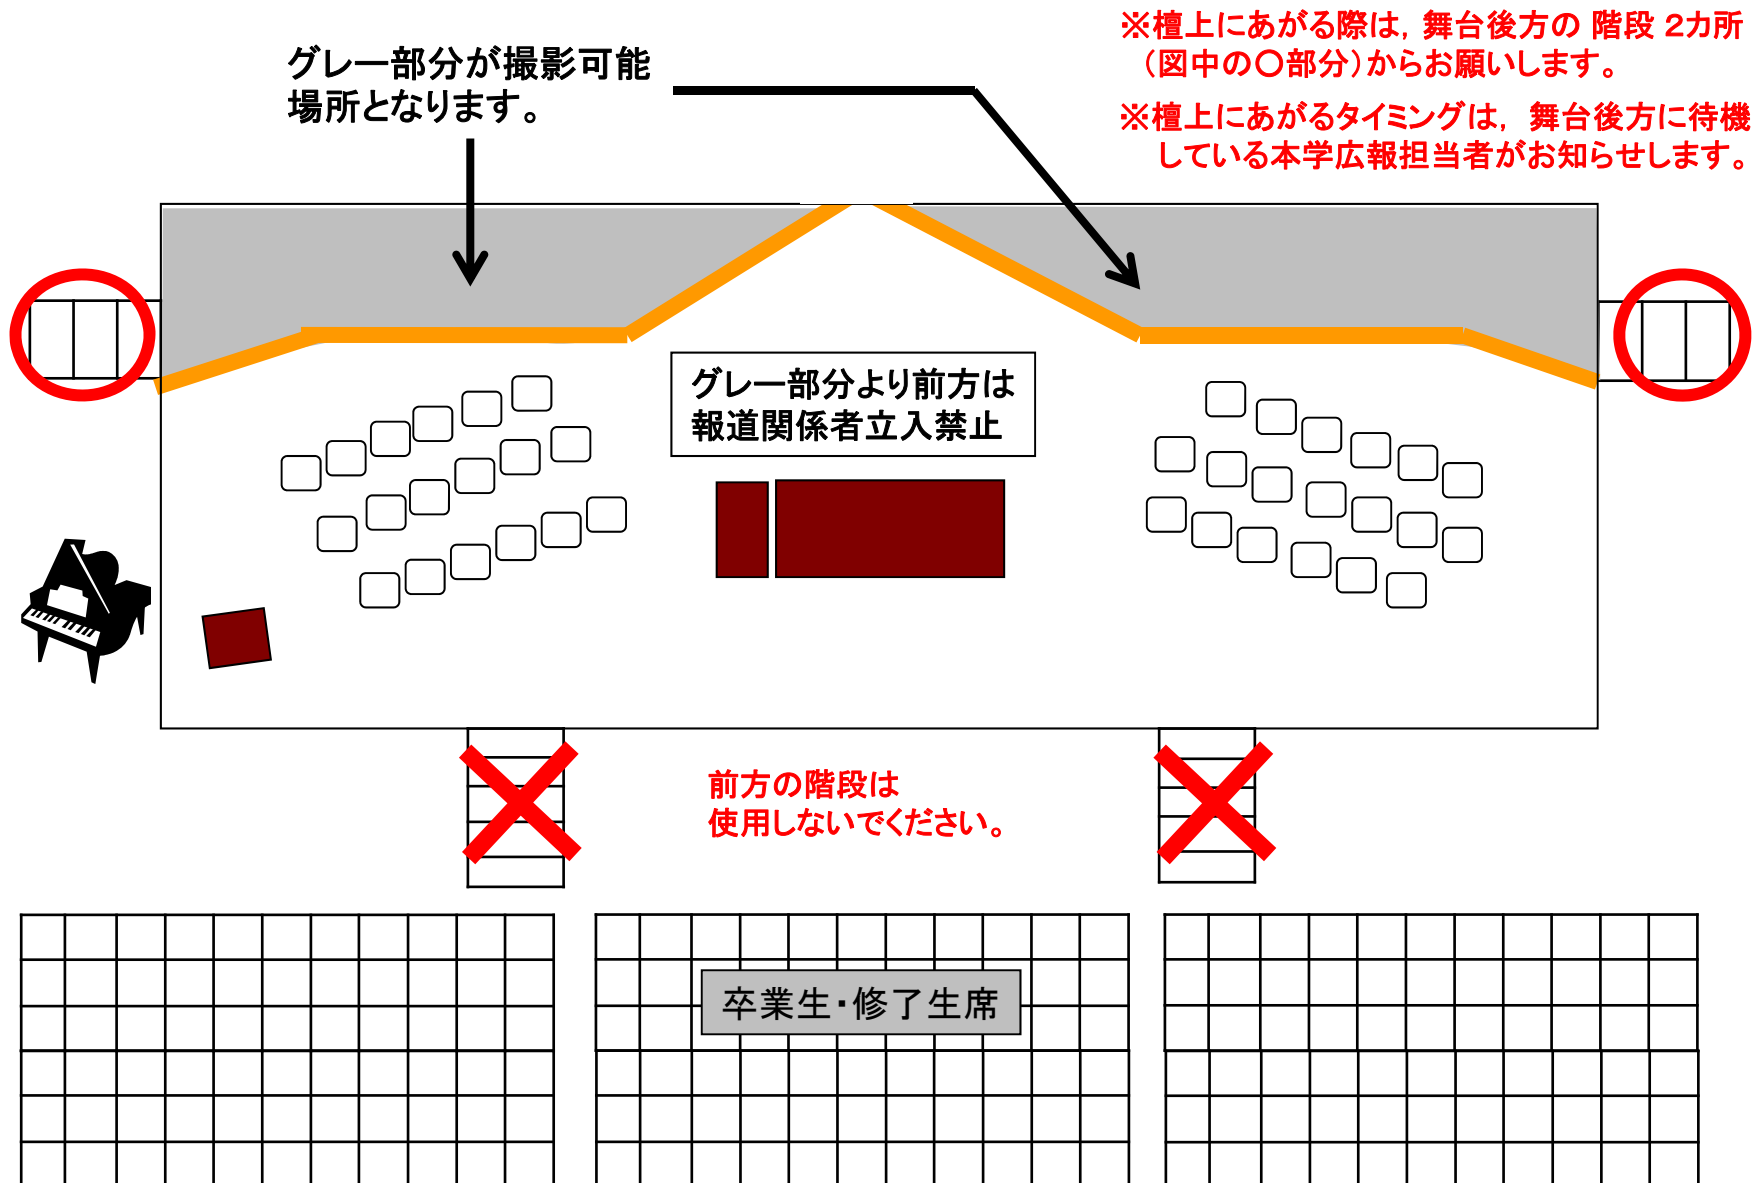 ※檀上にあがる際は，舞台後方の 階段 ２カ所
（図中の〇部分）からお願いします。
※檀上にあがるタイミングは， 舞台後方に待機
している本学広報担当者がお知らせします。
グレー部分が撮影可能
場所となります。
グレー部分より前方は
報道関係者立入禁止
前方の階段は
使用しないでください。
卒業生・修了生席